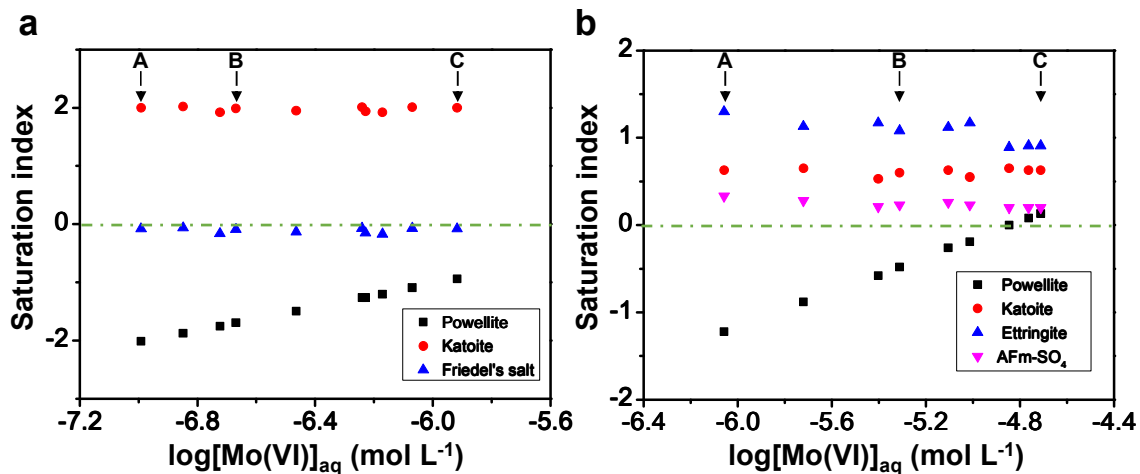 a
A B C
Saturation index
2
0
-2
Powellite
Katoite
Friedel's salt
-7.2 -6.8 -6.4 -6.0 -5.6
log[Mo(VI)]aq (mol L-1)
b
A B C
Saturation index
2
1
0
-1
-2
Powellite
Katoite
Ettringite
AFm-SO4
-6.4 -6.0 -5.6 -5.2 -4.8 -4.4
log[Mo(VI)]aq (mol L-1)